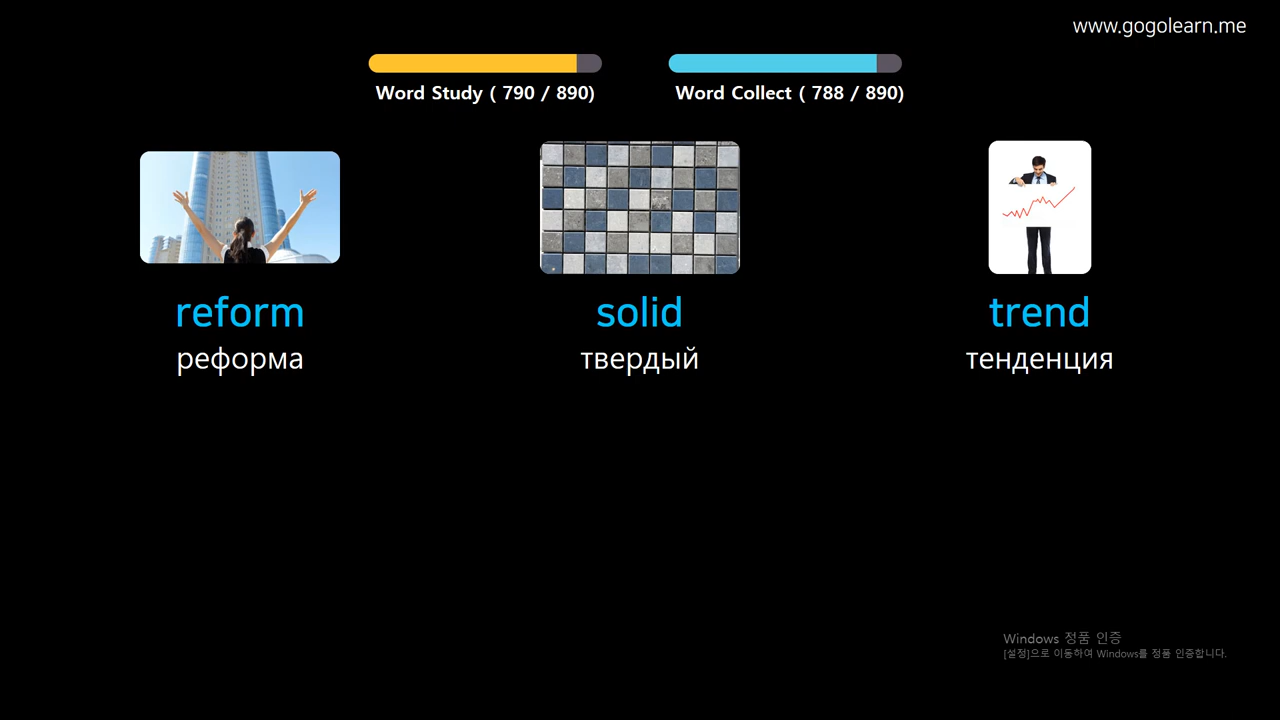 www.gogolearn.me
Word Study ( 790 / 890)
Word Collect ( 788 / 890)
reform
solid
trend
реформа
твердый
тенденция
Windows 정품 인증
[설정]으로 이동하여 Windows를 정품 인증합니다.